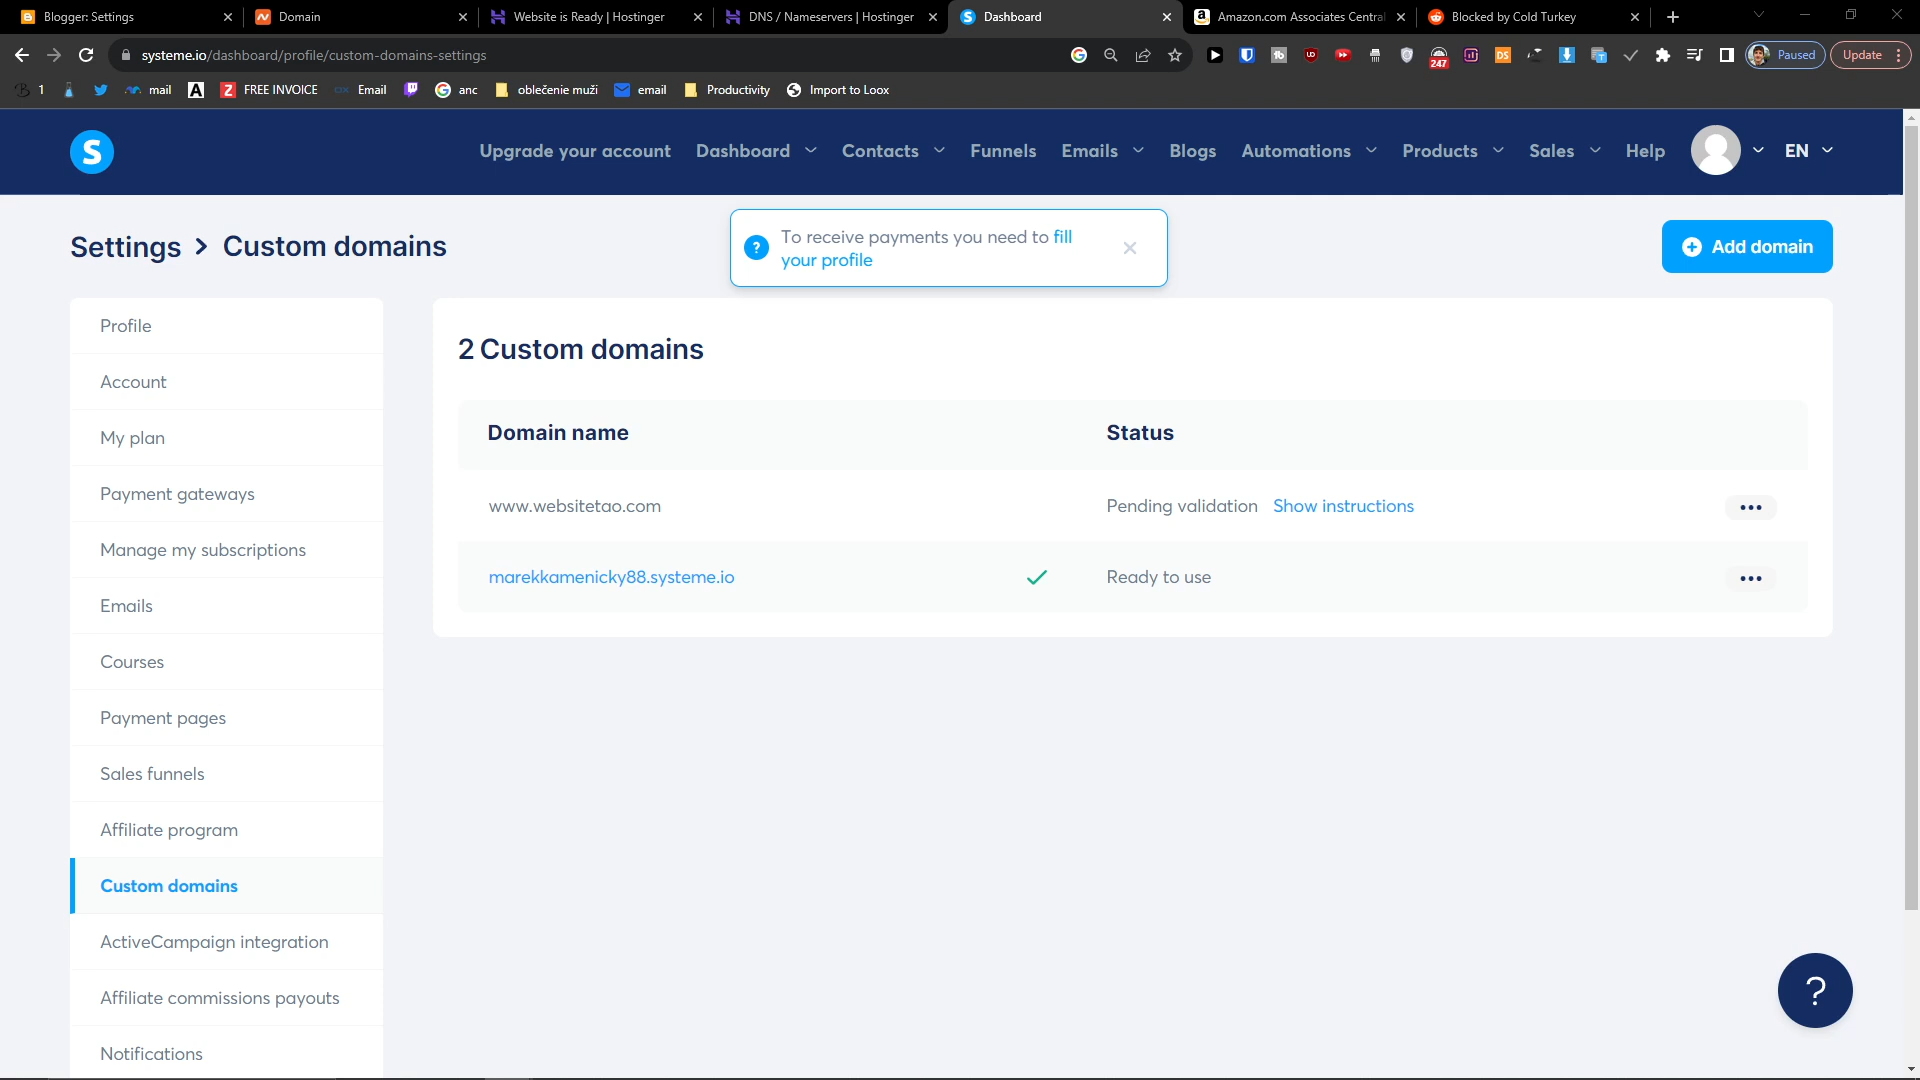 Blogger: Settings
Domain
Website is Ready | Hostinger
DNS / Nameservers | Hostinger
Dashboard
Amazon.com Associates Central
Blocked by Cold Turkey
systeme.io/dashboard/profile/custom-domains-settings
247
DS
Paused
Update
1
mail
FREE INVOICE
Email
anc
oblečenie muži
email
Productivity
Import to Loox
S
Upgrade your account
Dashboard
Contacts
Funnels
Emails
Blogs
Automations
Products
Sales
Help
EN
Settings > Custom domains
To receive payments you need to fill
your profile
Add domain
Profile
Account
My plan
Payment gateways
Manage my subscriptions
Emails
Courses
Payment pages
Sales funnels
Affiliate program
Custom domains
ActiveCampaign integration
Affiliate commissions payouts
Notifications
2 Custom domains
Domain name
Status
www.websitetao.com
Pending validation Show instructions
marekkamenicky88.systeme.io
Ready to use
?